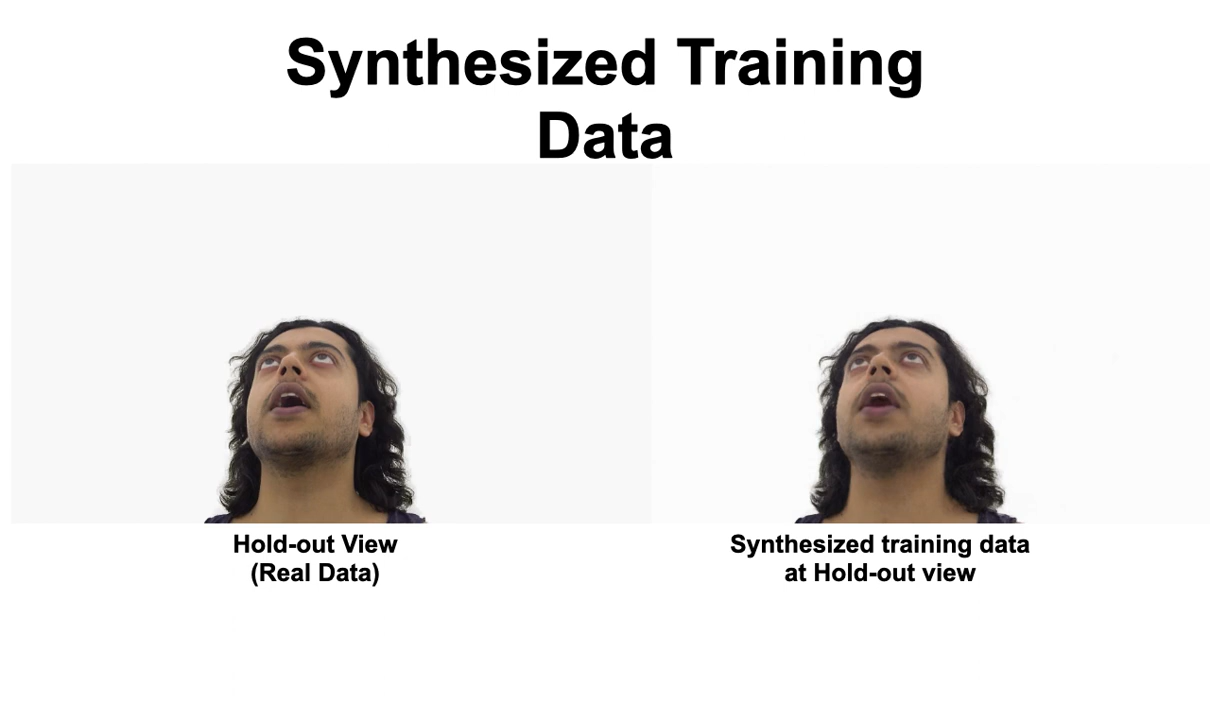 Synthesized Training
Data
Hold-out View
(Real Data)
Synthesized training data
at Hold-out view